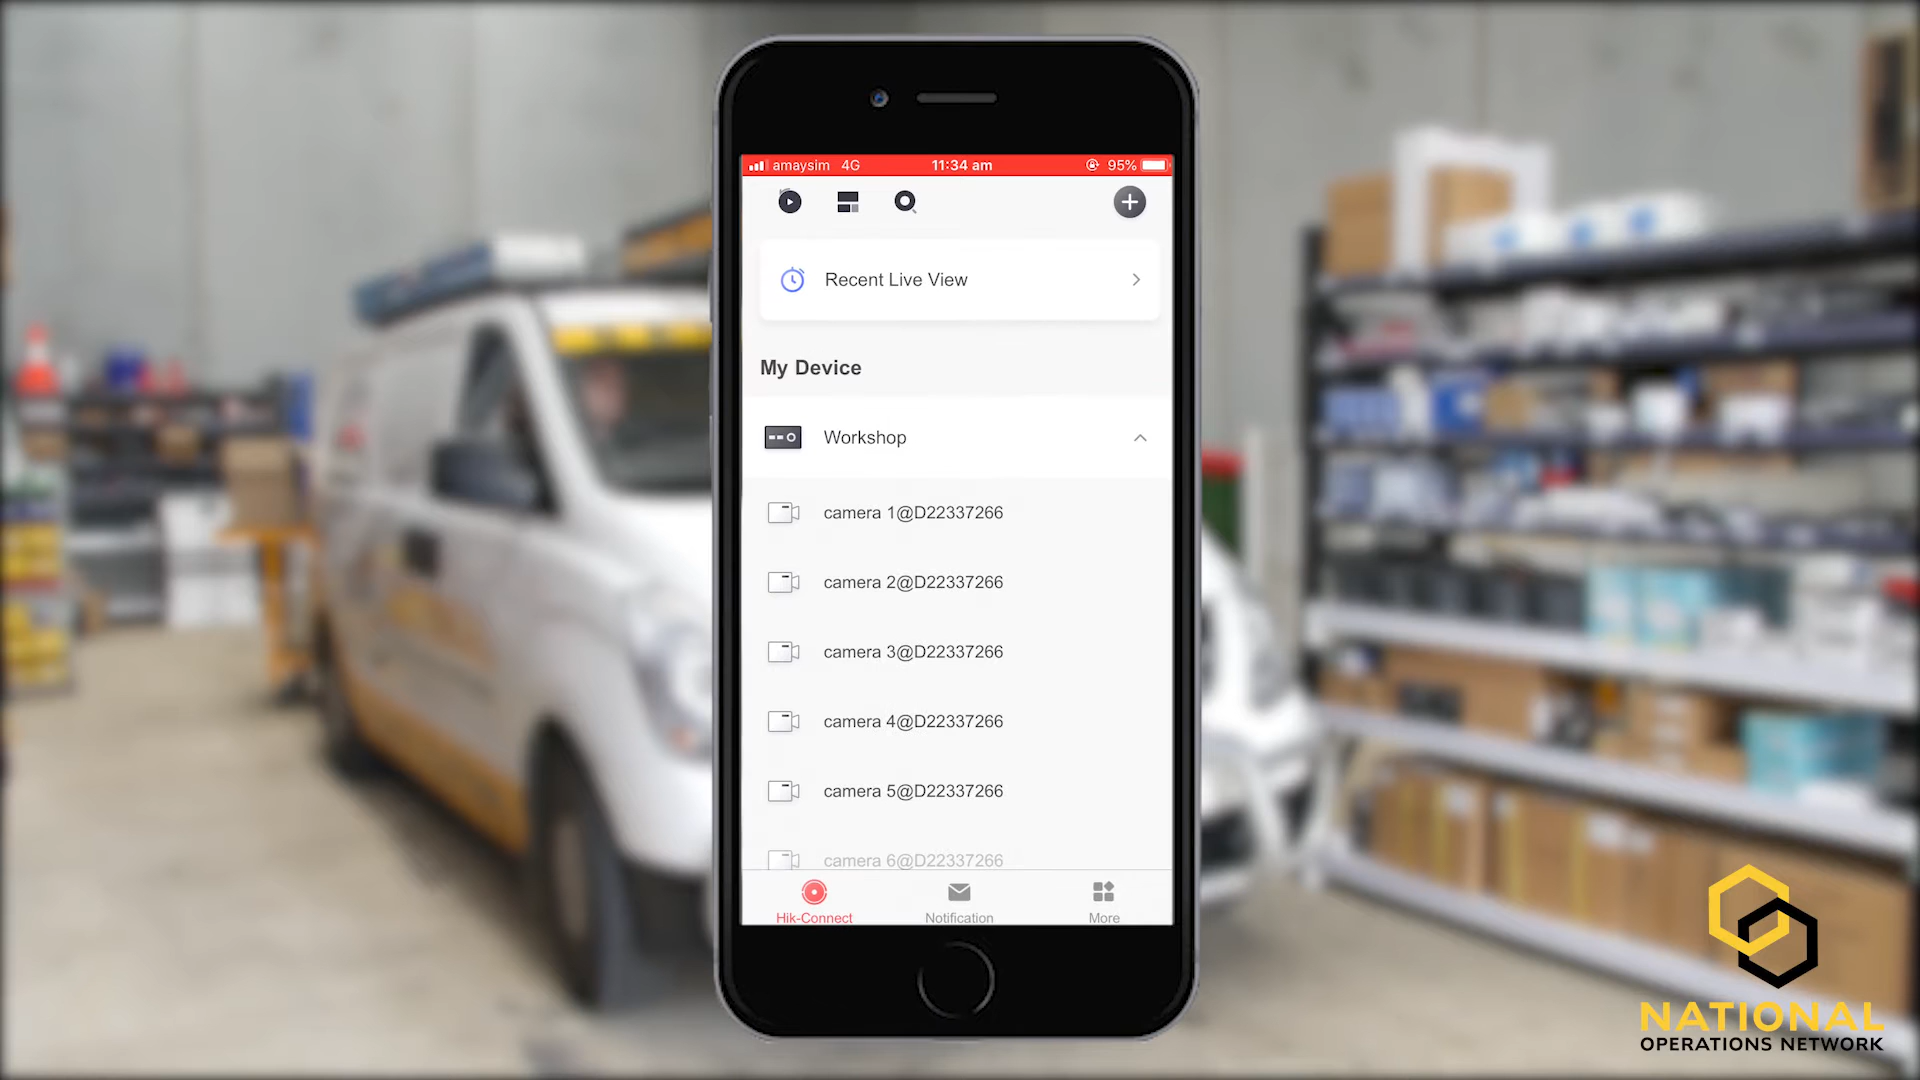 amaysim 4G 11:34 am 95%
Recent Live View
My Device
Workshop
camera 1@D22337266
camera 2@D22337266
camera 3@D22337266
camera 4@D22337266
camera 5@D22337266
camera 6@D22337266
Hik-Connect Notification More
NATIONAL
OPERATIONS NETWORK